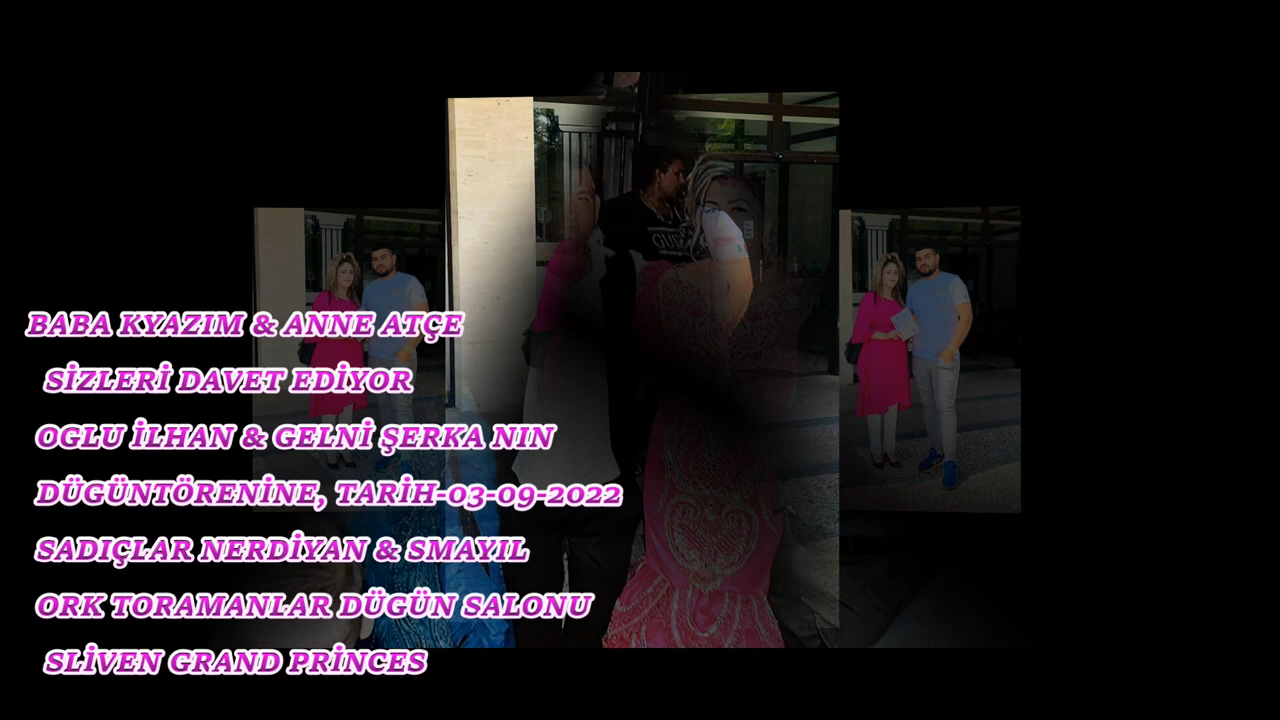 BABA KYAZIM & ANNE ATÇE
SİZLERİ DAVET EDİYOR
OGLU İLHAN & GELNİ ŞERKA NIN
DÜGÜNTÖRENİNE, TARİH-03-09-2022
SADIÇLAR NERDİYAN & SMAYIL
ORK TORAMANLAR DÜGÜN SALONU
SLİVEN GRAND PRİNCES